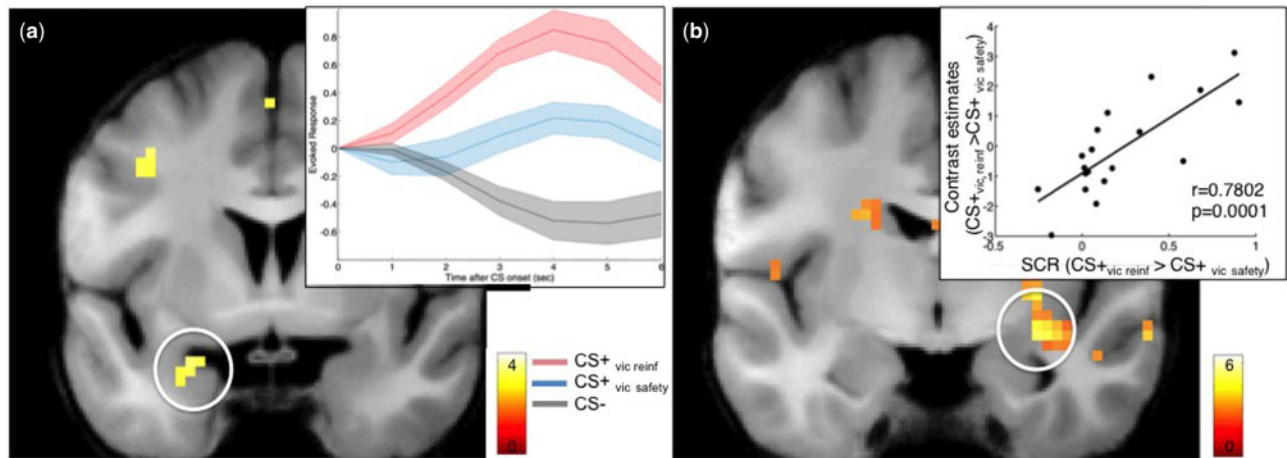 (a)
0.8
0.6
0.4
0.2
0
-0.2
-0.4
-0.6
Evoked Response
0 1 2 3 4 5 6
Time after CS onset (sec)
4
0
CS+ vic reinf
CS+ vic safety
CS-
(b)
4
3
2
1
0
-1
-2
-3
Contrast estimates
(CS+vic, reinf >CS+ vic safety)
r=0.7802
p=0.0001
-0.5 0 0.5 1
SCR (CS+vic reinf > CS+ vic safety)
6
0